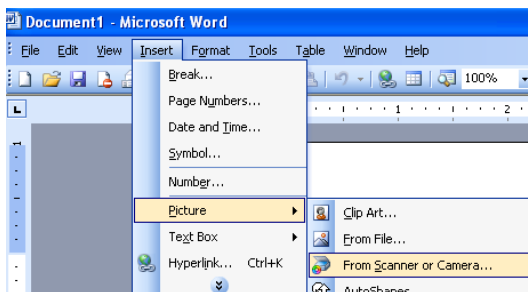 Document1 - Microsoft Word
File Edit View Insert Format Tools Table Window Help
100%
Break...
Page Numbers...
1 2
Date and Time...
Symbol...
Number...
Picture
Clip Art...
Text Box
From File...
Hyperlink... Ctrl+K
From Scanner or Camera...
AutoShapes